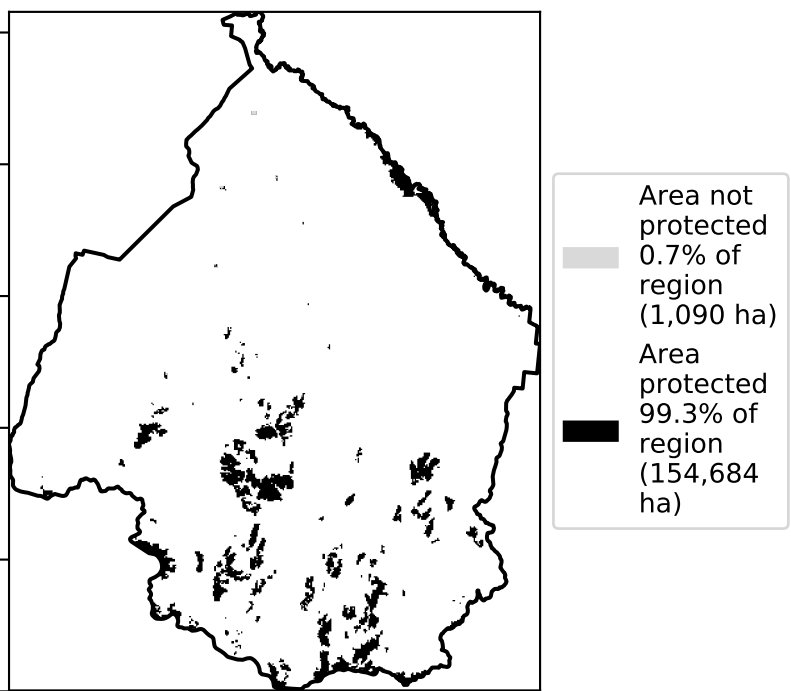 Area not
protected
0.7% of
region
(1,090 ha)
Area
protected
99.3% of
region
(154,684
ha)